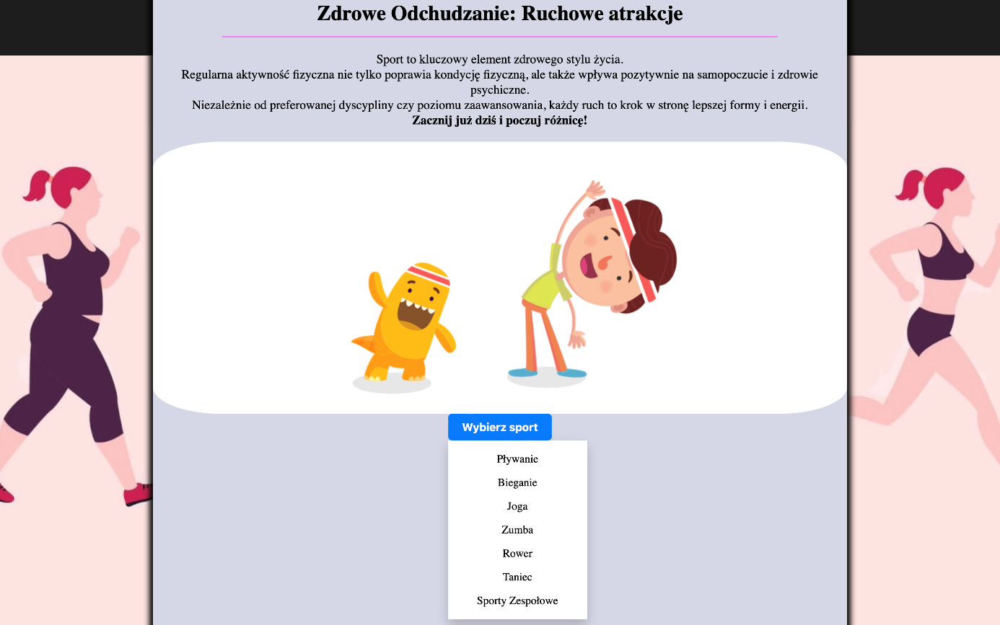 Zdrowe Odchudzanie: Ruchowe atrakcje
Sport to kluczowy element zdrowego stylu życia.
Regularna aktywność fizyczna nie tylko poprawia kondycję fizyczną, ale także wpływa pozytywnie na samopoczucie i zdrowie
psychiczne.
Niezależnie od preferowanej dyscypliny czy poziomu zaawansowania, każdy ruch to krok w stronę lepszej formy i energii.
Zacznij już dziś i poczuj różnicę!
Wybierz sport
Pływanie
Bieganie
Joga
Zumba
Rower
Taniec
Sporty Zespołowe